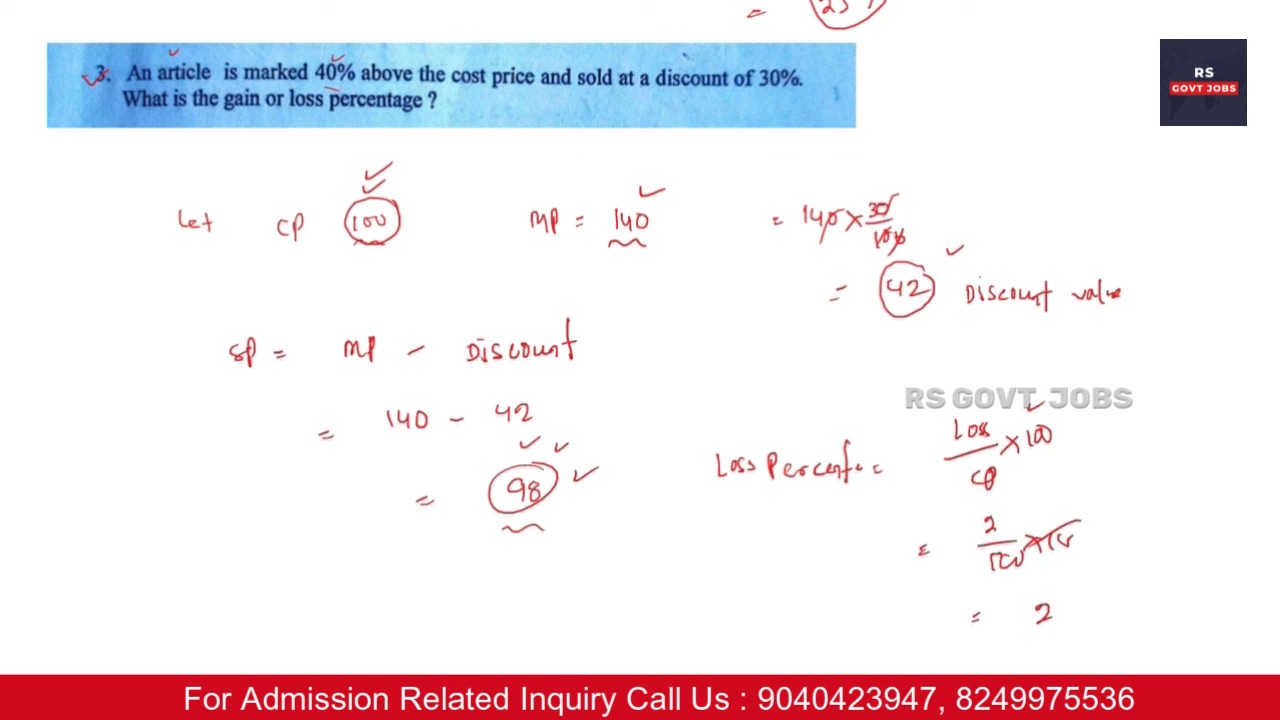 = 25%
3. An article is marked 40% above the cost price and sold at a discount of 30%.
What is the gain or loss percentage ?
RS
GOVT JOBS
Let CP 100 MP = 140 = 140 × 30/100
= 42 Discount value
SP = MP - Discount
RS GOVT JOBS
= 140 - 42
Loss Percent = Loss/CP × 100
= 98
= 2/100 × 100
= 2
For Admission Related Inquiry Call Us : 9040423947, 8249975536